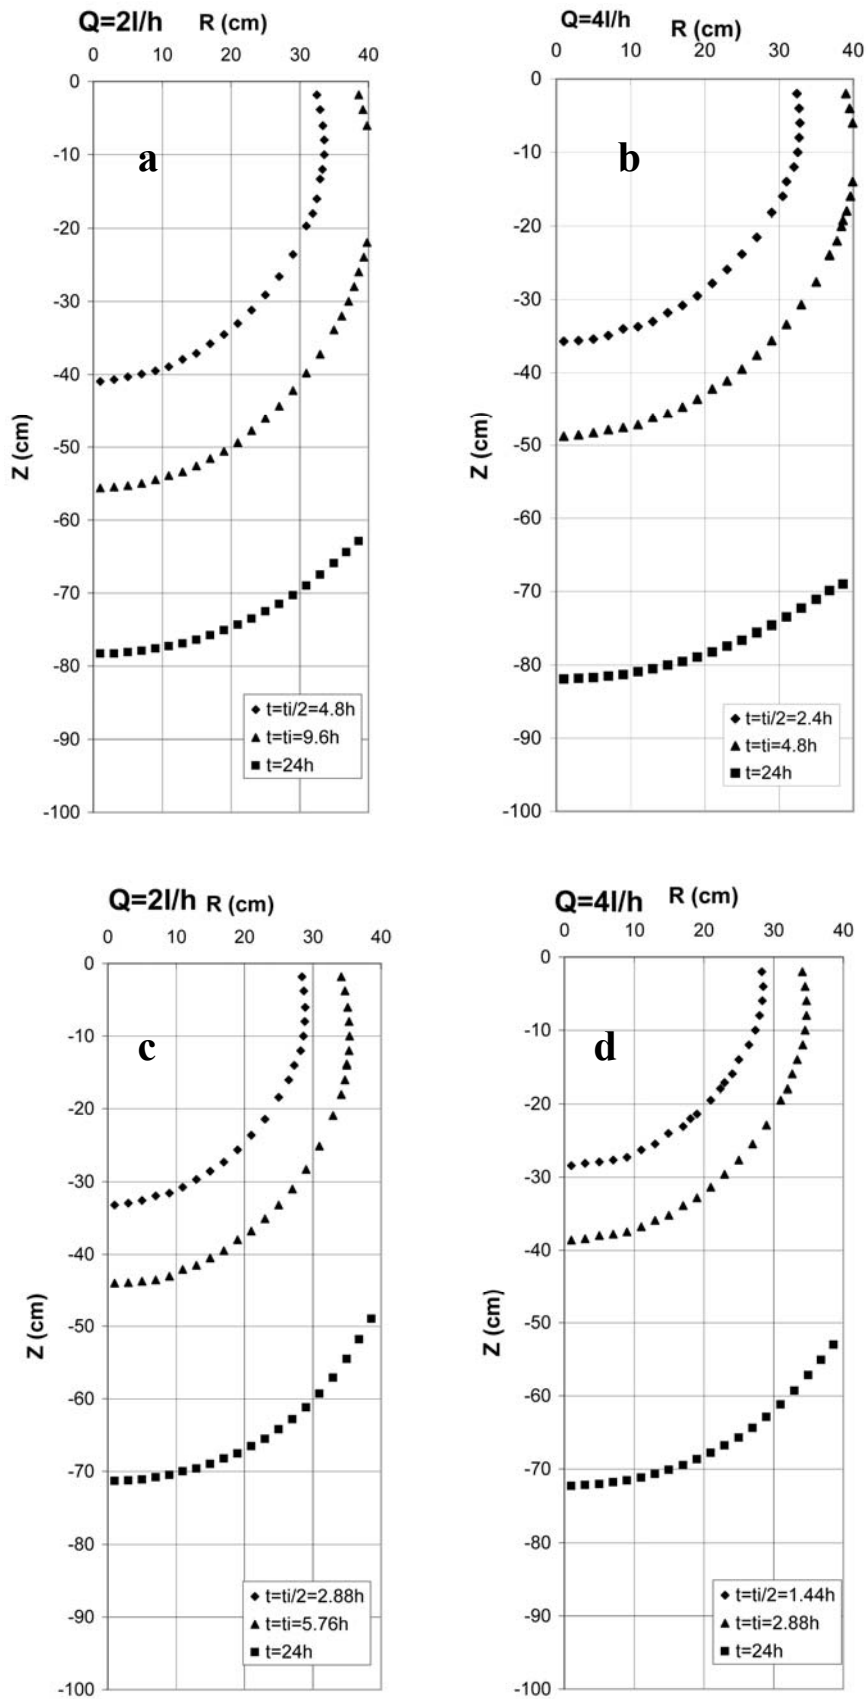 Q=2l/h R (cm)
0 10 20 30 40
0
-10
-20
-30
-40
-50
-60
-70
-80
-90
-100
Z (cm)
a
t=ti/2=4.8h
t=ti=9.6h
t=24h
Q=4l/h R (cm)
0 10 20 30 40
0
-10
-20
-30
-40
-50
-60
-70
-80
-90
-100
Z (cm)
b
t=ti/2=2.4h
t=ti=4.8h
t=24h
Q=2l/h R (cm)
0 10 20 30 40
0
-10
-20
-30
-40
-50
-60
-70
-80
-90
-100
Z (cm)
c
t=ti/2=2.88h
t=ti=5.76h
t=24h
Q=4l/h R (cm)
0 10 20 30 40
0
-10
-20
-30
-40
-50
-60
-70
-80
-90
-100
Z (cm)
d
t=ti/2=1.44h
t=ti=2.88h
t=24h